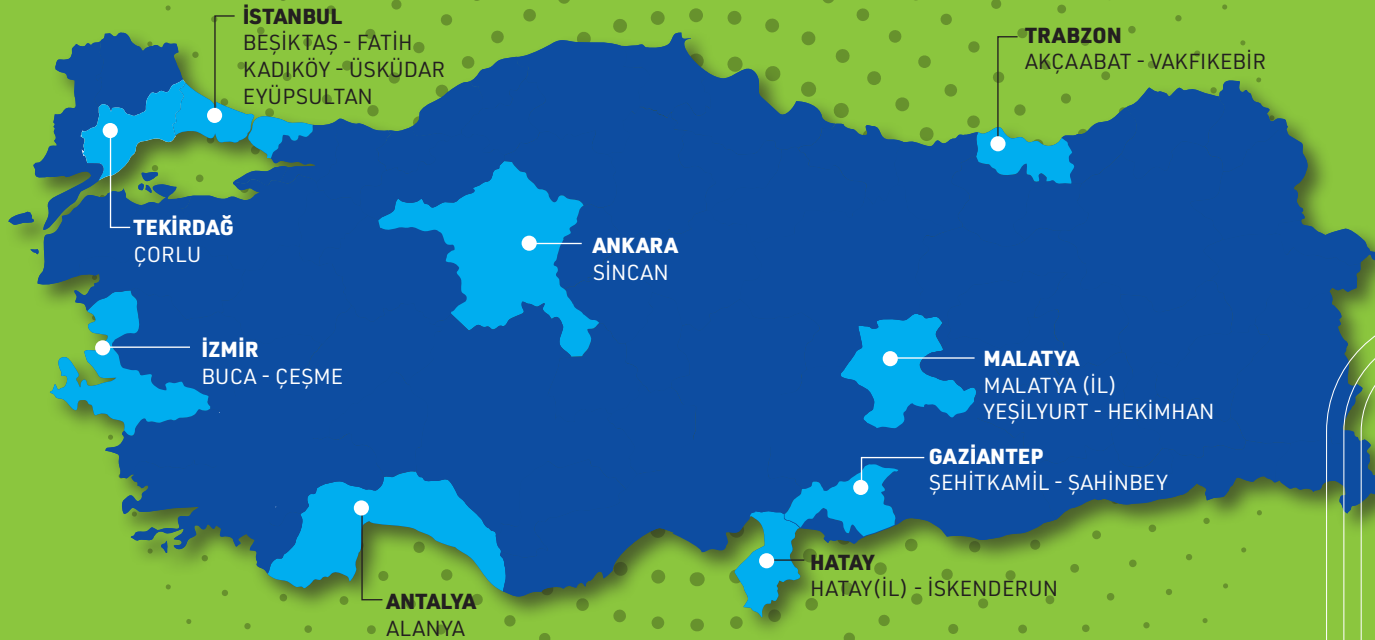 İSTANBUL
BEŞİKTAŞ - FATİH
KADIKÖY - ÜSKÜDAR
EYÜPSULTAN
TRABZON
AKÇAABAT - VAKFIKEBİR
TEKİRDAĞ
ÇORLU
ANKARA
SİNCAN
İZMİR
BUCA - ÇEŞME
MALATYA
MALATYA (İL)
YEŞİLYURT - HEKİMHAN
GAZİANTEP
ŞEHİTKAMİL - ŞAHİNBEY
HATAY
HATAY(İL) - İSKENDERUN
ANTALYA
ALANYA